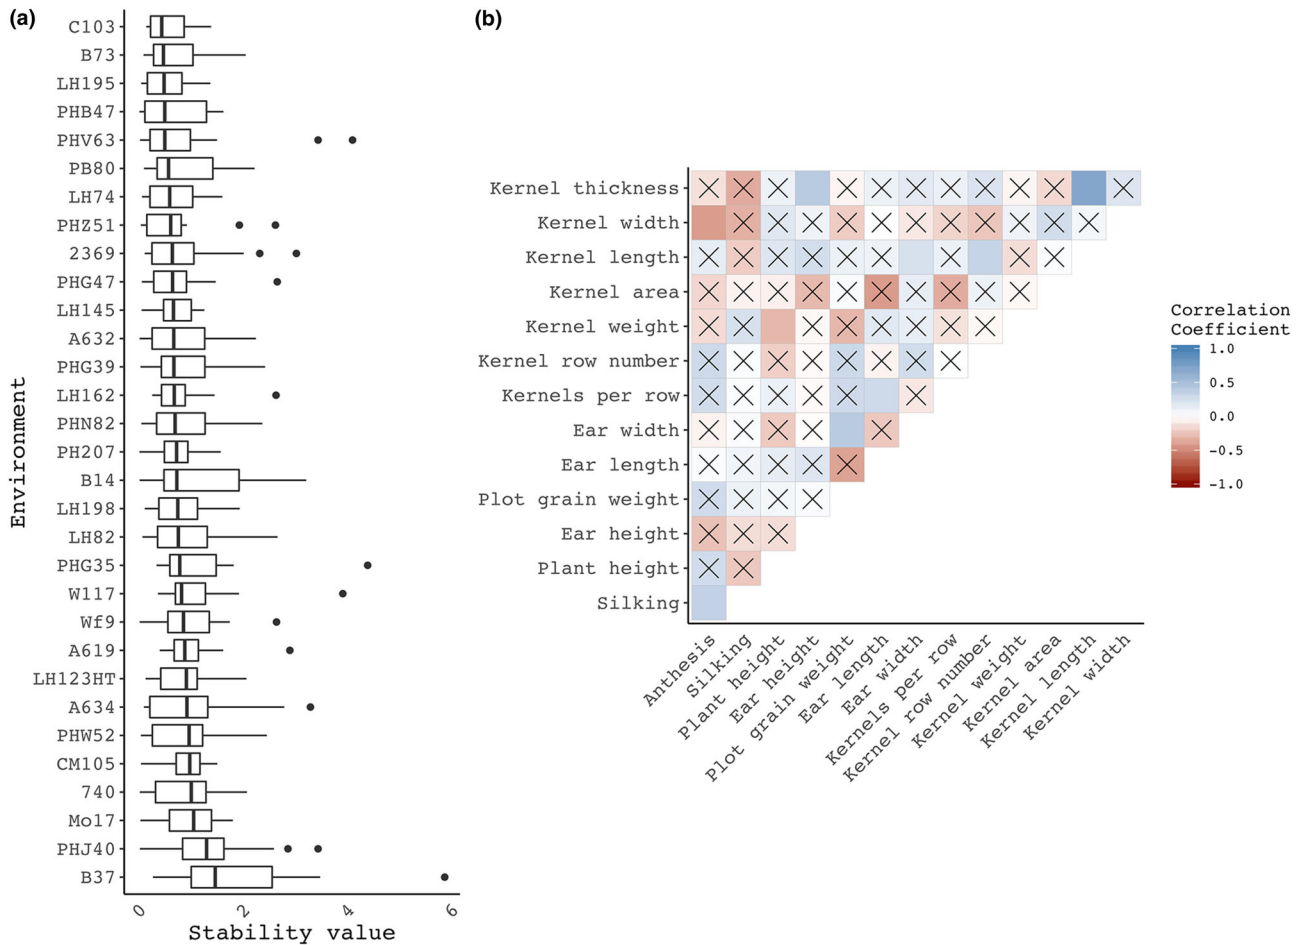 (a)
C103
B73
LH195
PHB47
PHV63
PB80
LH74
PHZ51
2369
PHG47
LH145
A632
PHG39
LH162
PHN82
PH207
B14
LH198
LH82
PHG35
W117
Wf9
A619
LH123HT
A634
PHW52
CM105
740
Mo17
PHJ40
B37
Environment
0 2 4 6
Stability value
(b)
Kernel thickness
Kernel width
Kernel length
Kernel area
Kernel weight
Kernel row number
Kernels per row
Ear width
Ear length
Plot grain weight
Ear height
Plant height
Silking
Anthesis
Silking
Plant height
Ear height
Plot grain weight
Ear length
Ear width
Kernels per row
Kernel row number
Kernel weight
Kernel area
Kernel length
Kernel width
Correlation
Coefficient
1.0
0.5
0.0
-0.5
-1.0